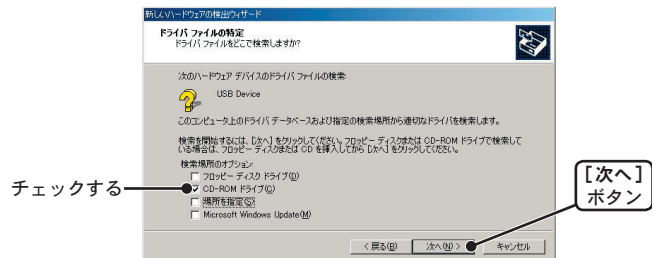 新しいハードウェアの検出ウィザード
ドライバ ファイルの特定
ドライバ ファイルをどこで検索しますか?
次のハードウェア デバイスのドライバ ファイルの検索:
USB Device
このコンピュータ上のドライバ データベースおよび指定の検索場所から適切なドライバを検索します。
検索を開始するには、[次へ] をクリックしてください。フロッピー ディスクまたは CD-ROM ドライブで検索して
いる場合は、フロッピー ディスクまたは CD を挿入してから [次へ] をクリックしてください。
検索場所のオプション:
フロッピー ディスク ドライブ(D)
チェックする
CD-ROM ドライブ(C)
場所を指定(S)
Microsoft Windows Update(M)
[次へ]
ボタン
< 戻る(B)
次へ(N) >
キャンセル